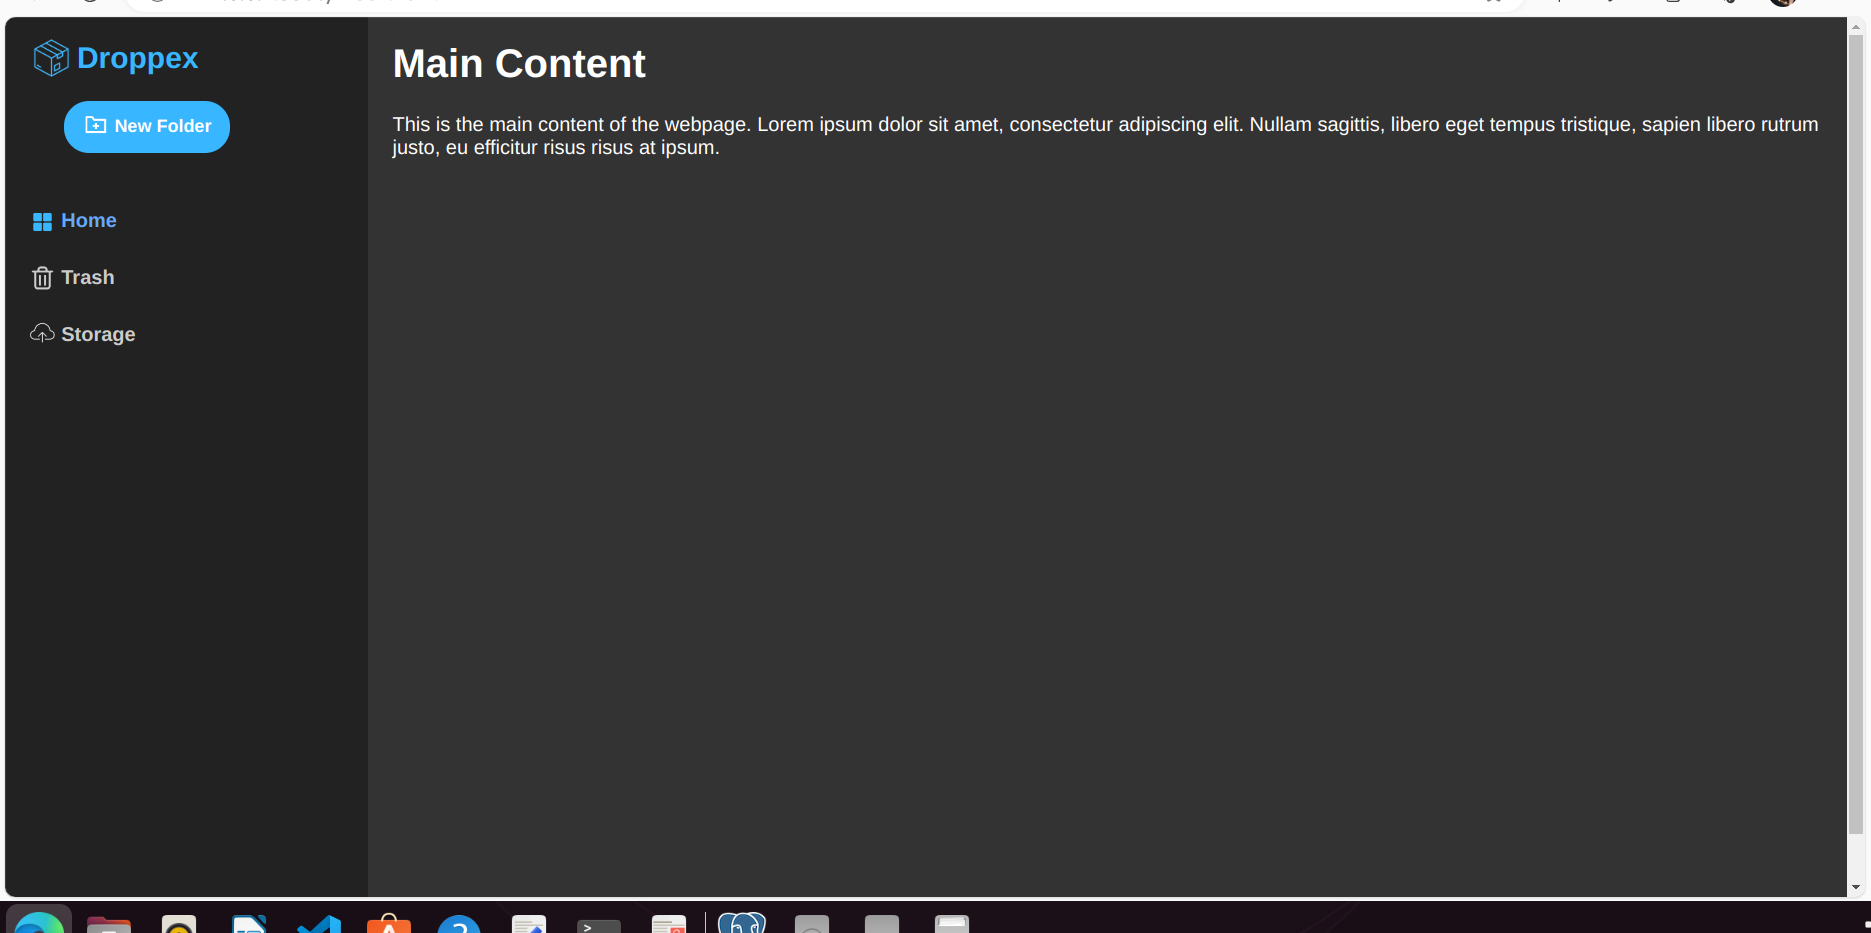 Droppex
New Folder
Home
Trash
Storage
Main Content
This is the main content of the webpage. Lorem ipsum dolor sit amet, consectetur adipiscing elit. Nullam sagittis, libero eget tempus tristique, sapien libero rutrum
justo, eu efficitur risus risus at ipsum.